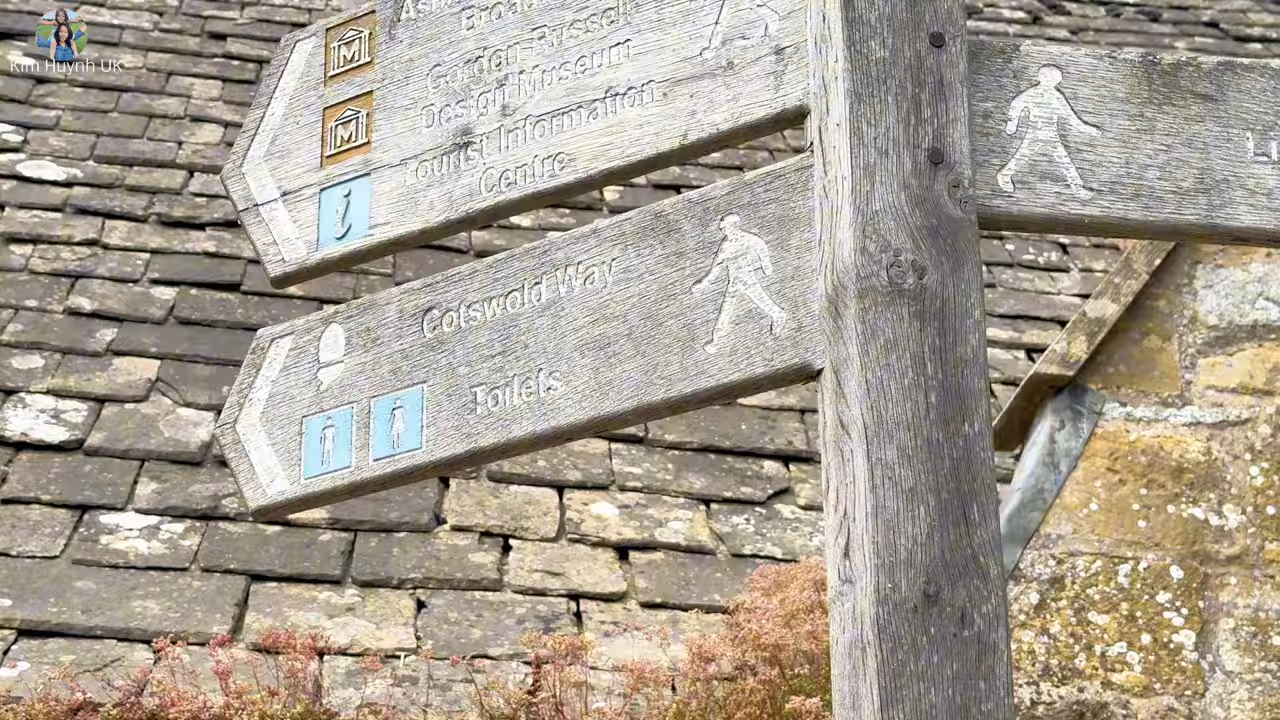 Kim Huynh UK
Gordon Russell
Design Museum
Tourist Information
Centre
Cotswold Way
Toilets